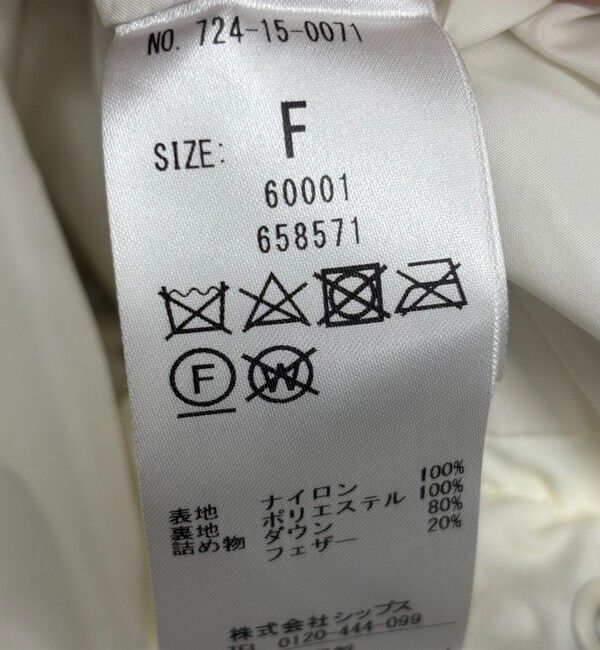 NO. 724-15-0071
SIZE: F
60001
658571
F W
表地 ナイロン 100%
裏地 ポリエステル 100%
詰め物 ダウン 80%
フェザー 20%
株式会社シップス
TEL 0120-444-099